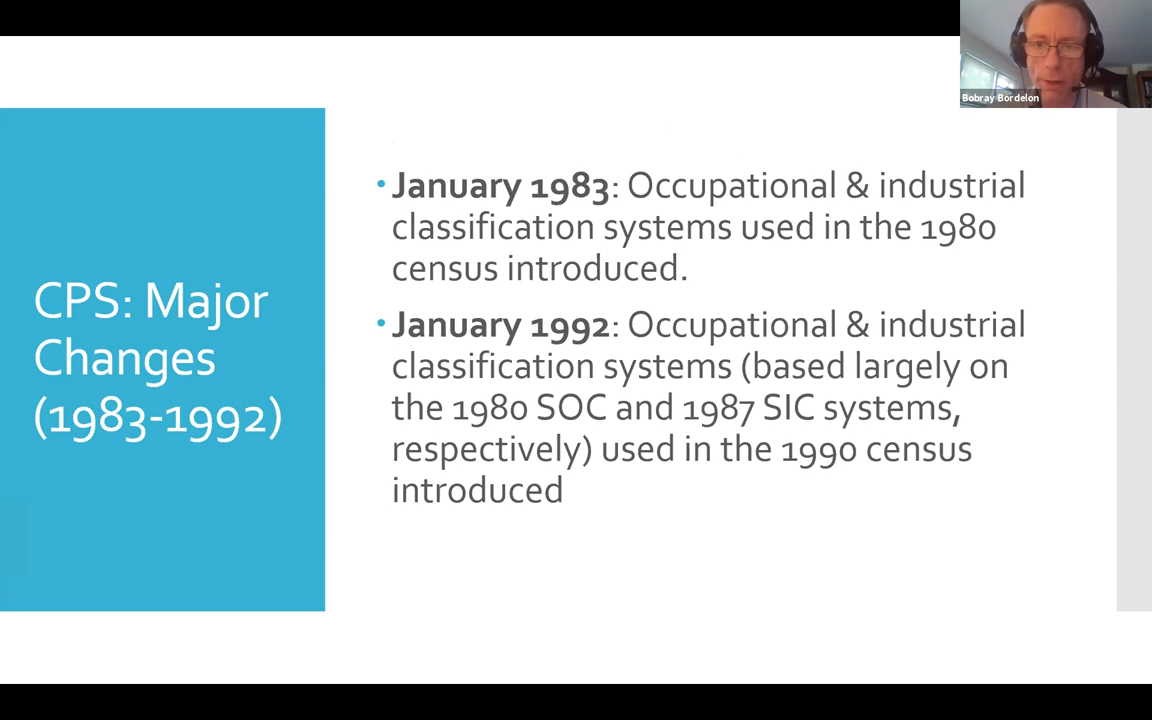 Bobray Bordelon
CPS: Major
Changes
(1983-1992)
• January 1983: Occupational & industrial
classification systems used in the 1980
census introduced.
• January 1992: Occupational & industrial
classification systems (based largely on
the 1980 SOC and 1987 SIC systems,
respectively) used in the 1990 census
introduced